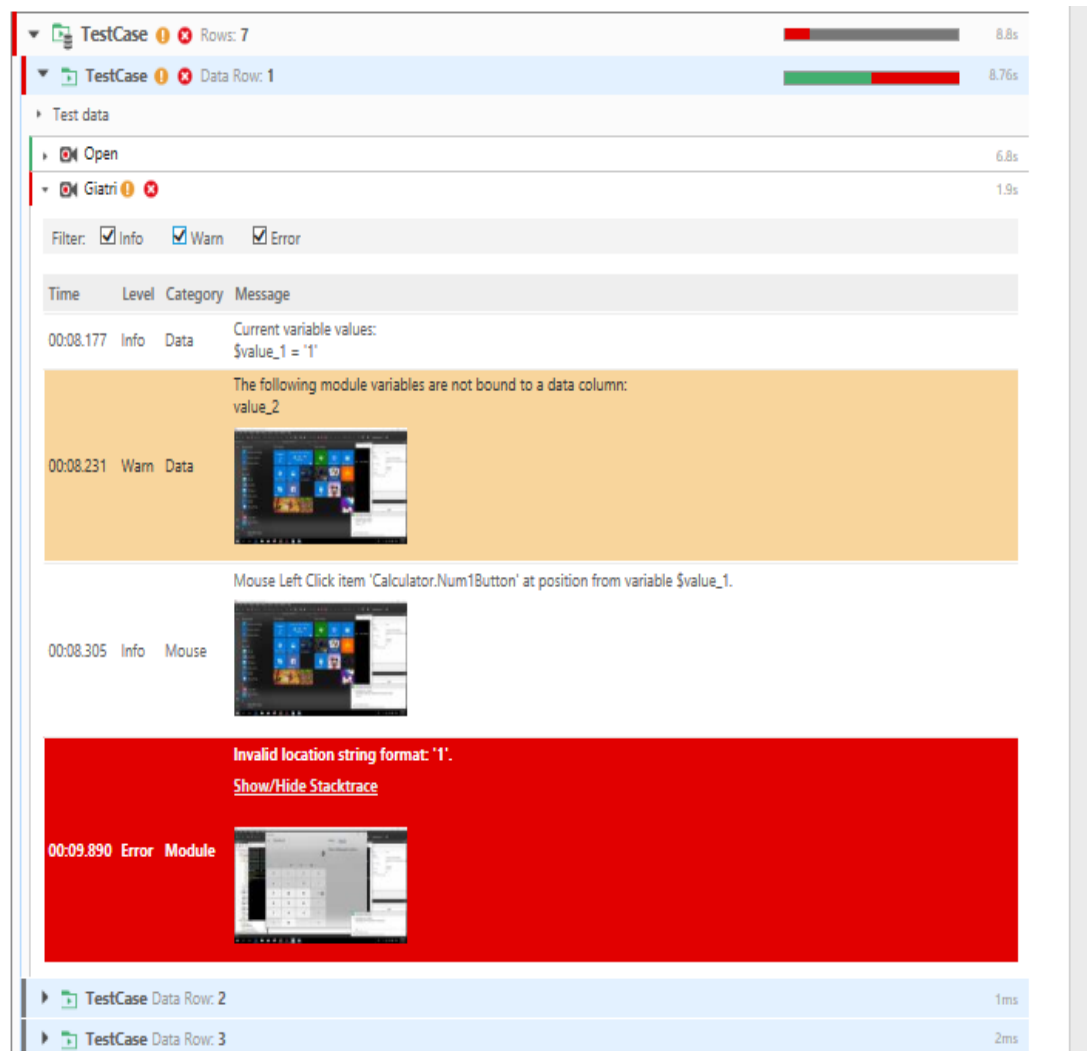 TestCase Rows: 7 8.8s
TestCase Data Row: 1 8.76s
Test data
Open 6.8s
Giatri 1.9s
Filter: Info Warn Error
Time Level Category Message
00:08.177 Info Data Current variable values:
$value_1 = '1'
The following module variables are not bound to a data column:
value_2
00:08.231 Warn Data
Mouse Left Click item 'Calculator.Num1Button' at position from variable $value_1.
00:08.305 Info Mouse
Invalid location string format: '1'.
Show/Hide Stacktrace
00:09.890 Error Module
TestCase Data Row: 2 1ms
TestCase Data Row: 3 2ms